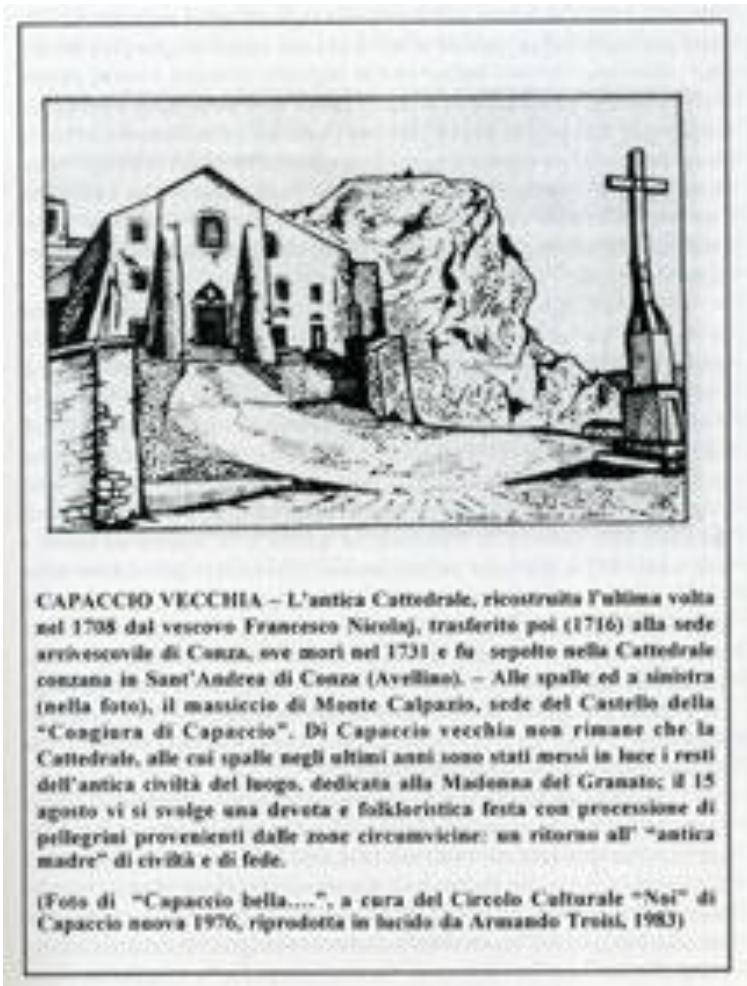 CAPACCIO VECCHIA – L'antica Cattedrale, ricostruita l'ultima volta
nel 1708 dal vescovo Francesco Nicolaj, trasferito poi (1716) alla sede
arcivescovile di Conza, ove morì nel 1731 e fu sepolto nella Cattedrale
conzana in Sant'Andrea di Conza (Avellino). – Alle spalle ed a sinistra
(nella foto), il massiccio di Monte Calpazio, sede del Castello della
"Congiura di Capaccio". Di Capaccio vecchia non rimane che la
Cattedrale, alle cui spalle negli ultimi anni sono stati messi in luce i resti
dell'antica civiltà del luogo, dedicata alla Madonna del Granato; il 15
agosto vi si svolge una devota e folkloristica festa con processione di
pellegrini provenienti dalle zone circumvicine: un ritorno all' "antica
madre" di civiltà e di fede.
(Foto di "Capaccio bella....", a cura del Circolo Culturale "Noi" di
Capaccio nuova 1976, riprodotta in lucido da Armando Troisi, 1983)